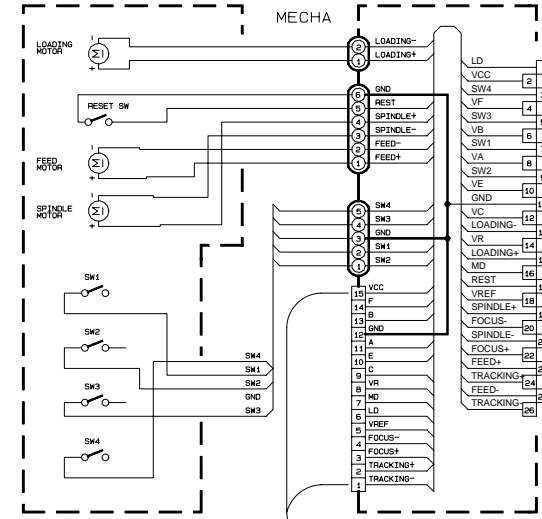 MECHA
LOADING
MOTOR
Σ|
+
2 LOADING-
1 LOADING+
RESET SW
6 GND
5 REST
4 SPINDLE+
3 SPINDLE-
2 FEED-
1 FEED+
FEED
MOTOR
Σ|
+
SPINDLE
MOTOR
Σ|
+
5 SW4
4 SW3
3 GND
2 SW1
1 SW2
SW1
SW2
SW3
SW4
SW4
SW1
SW2
GND
SW3
15 VCC
14 F
13 B
12 GND
11 A
10 E
9 C
8 VR
7 MD
6 LD
5 VREF
4 FOCUS-
3 FOCUS+
2 TRACKING+
1 TRACKING-
LD
VCC 2
SW4
VF 4
SW3
VB 6
SW1
VA 8
SW2
VE 10
GND
VC 12
LOADING-
VR 14
LOADING+
MD 16
REST
VREF 18
SPINDLE+
FOCUS- 20
SPINDLE-
FOCUS+ 22
FEED+
TRACKING+ 24
FEED-
TRACKING- 26